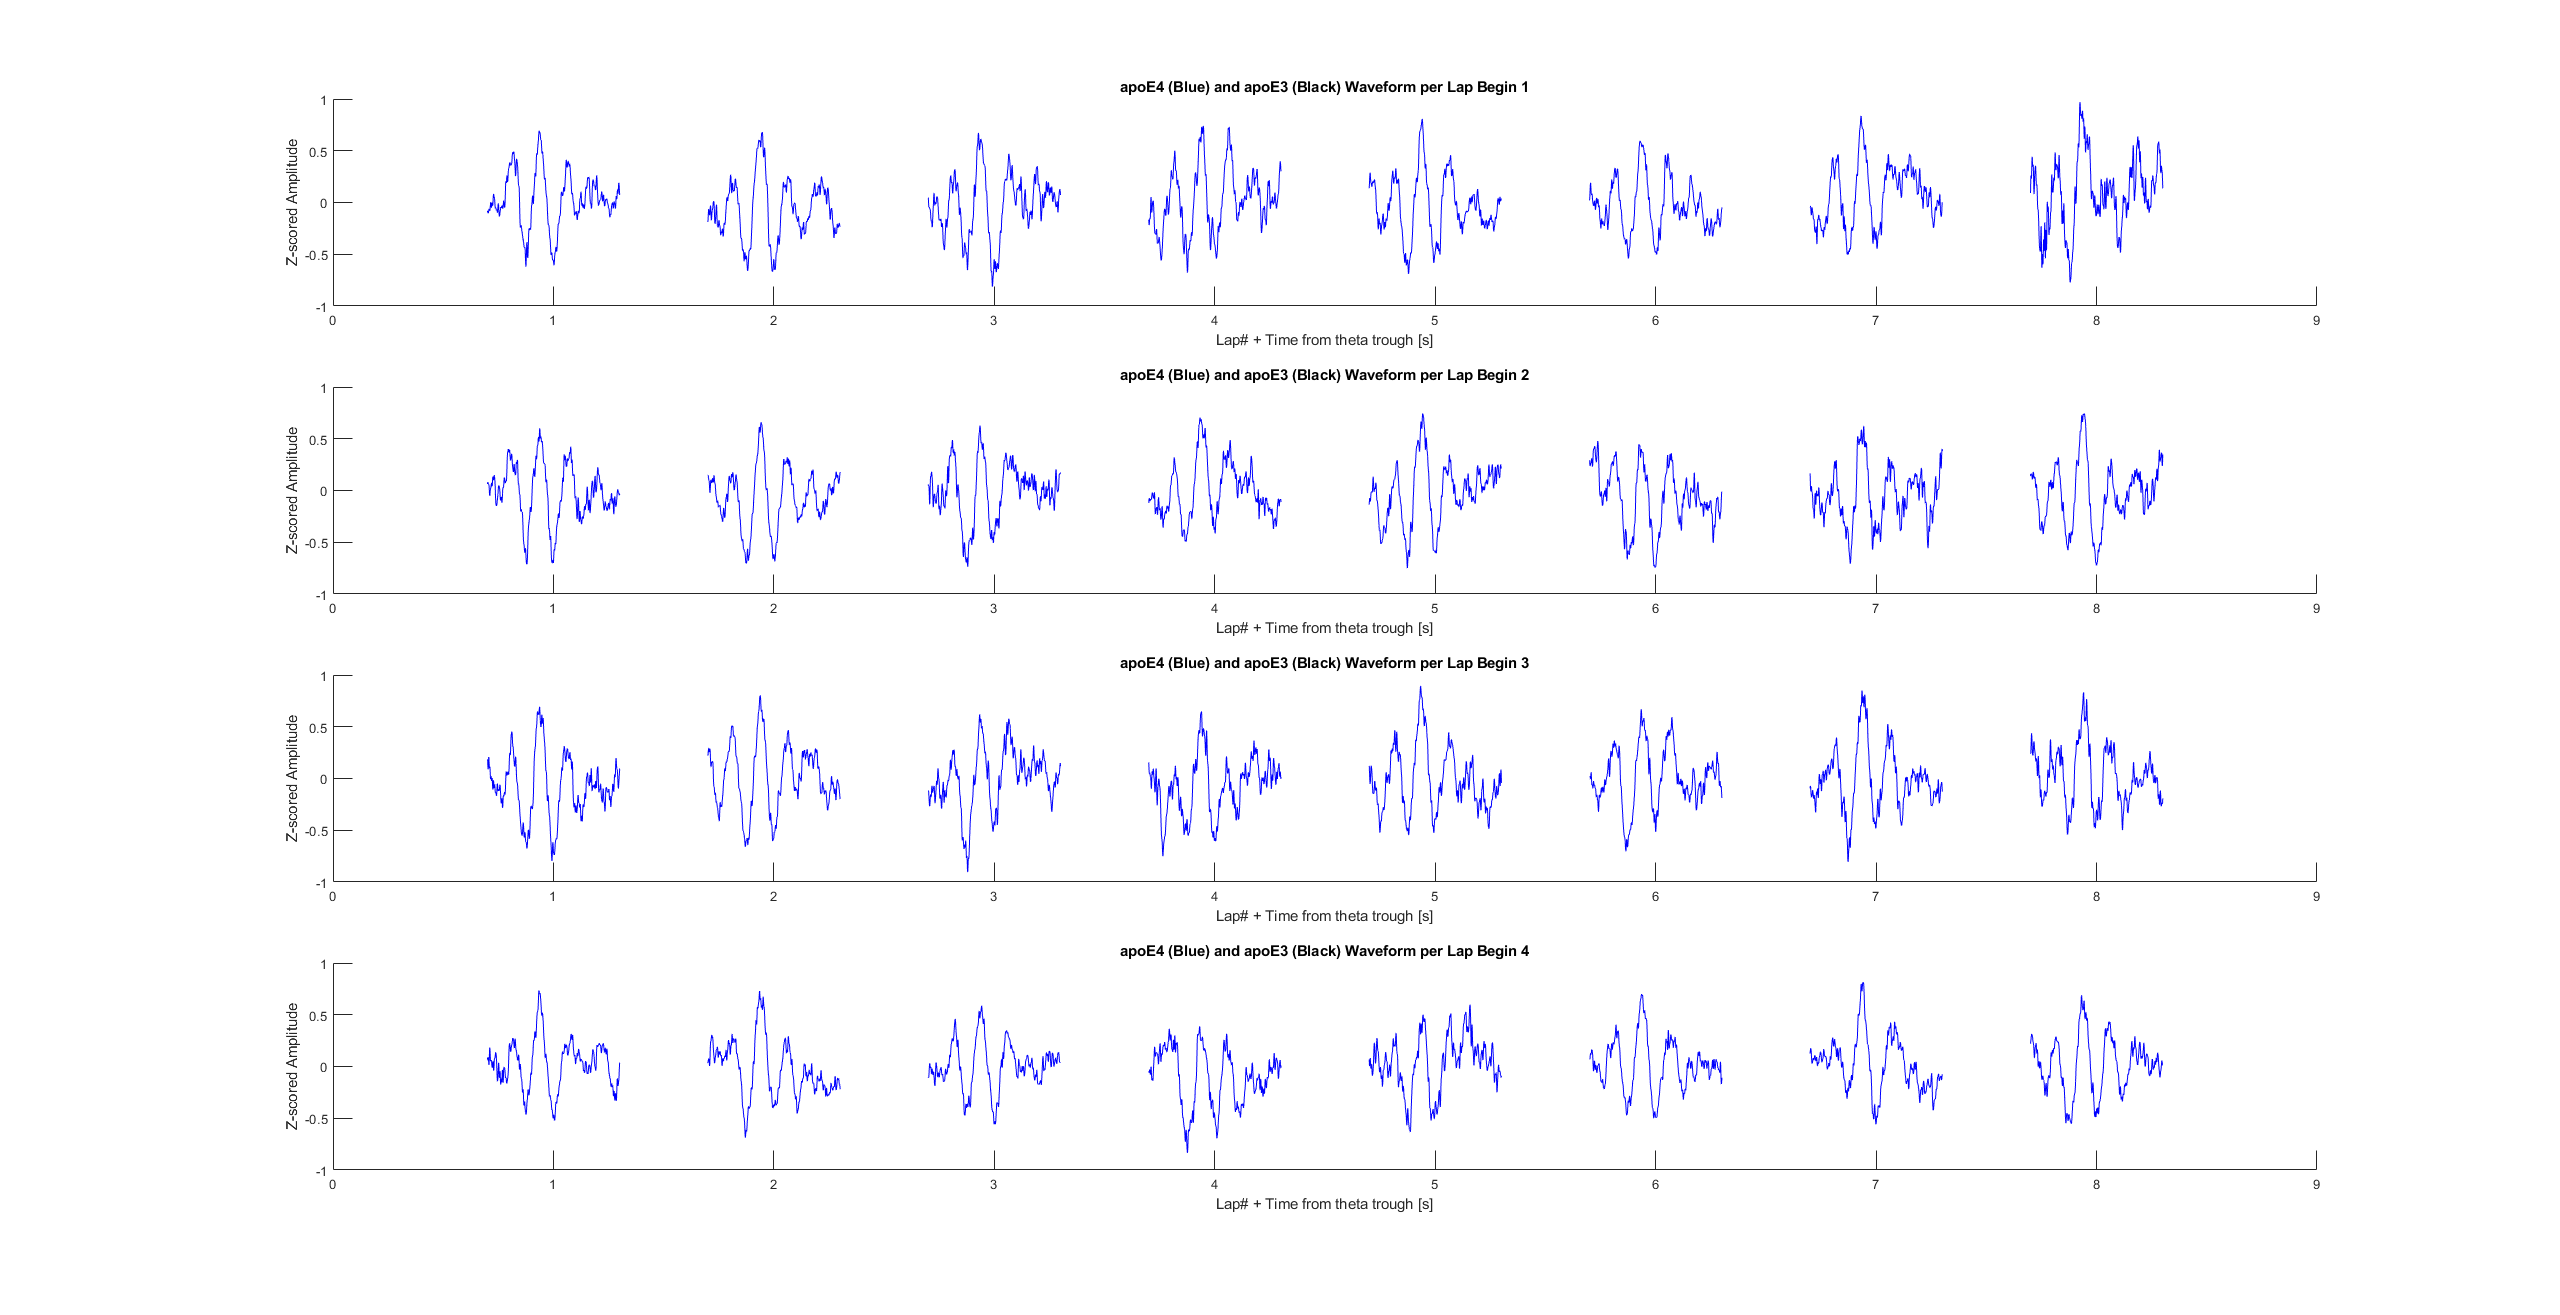 apoE4 (Blue) and apoE3 (Black) Waveform per Lap Begin 1
Z-scored Amplitude
1
0.5
0
-0.5
-1
0 1 2 3 4 5 6 7 8 9
Lap# + Time from theta trough [s]
apoE4 (Blue) and apoE3 (Black) Waveform per Lap Begin 2
Z-scored Amplitude
1
0.5
0
-0.5
-1
0 1 2 3 4 5 6 7 8 9
Lap# + Time from theta trough [s]
apoE4 (Blue) and apoE3 (Black) Waveform per Lap Begin 3
Z-scored Amplitude
1
0.5
0
-0.5
-1
0 1 2 3 4 5 6 7 8 9
Lap# + Time from theta trough [s]
apoE4 (Blue) and apoE3 (Black) Waveform per Lap Begin 4
Z-scored Amplitude
1
0.5
0
-0.5
-1
0 1 2 3 4 5 6 7 8 9
Lap# + Time from theta trough [s]